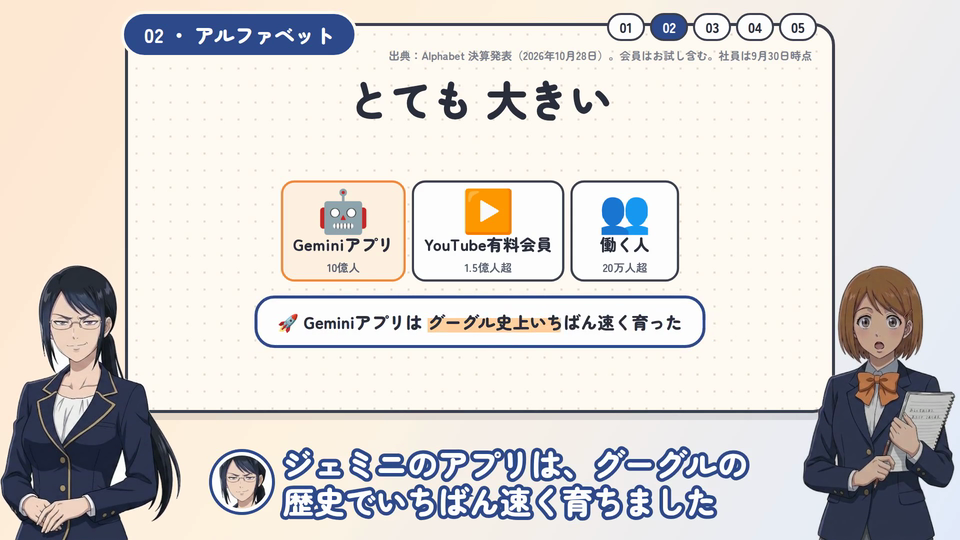 02 ・ アルファベット
01 02 03 04 05
出典：Alphabet 決算発表（2026年10月28日）。会員はお試し含む。社員は9月30日時点
とても 大きい
Geminiアプリ
10億人
YouTube有料会員
1.5億人超
働く人
20万人超
🚀 Geminiアプリは グーグル史上いちばん速く育った
ジェミニのアプリは、グーグルの
歴史でいちばん速く育ちました